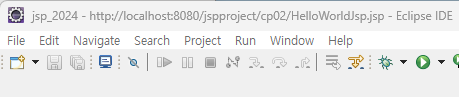 jsp_2024 - http://localhost:8080/jspproject/cp02/HelloWorldJsp.jsp - Eclipse IDE
File Edit Navigate Search Project Run Window Help